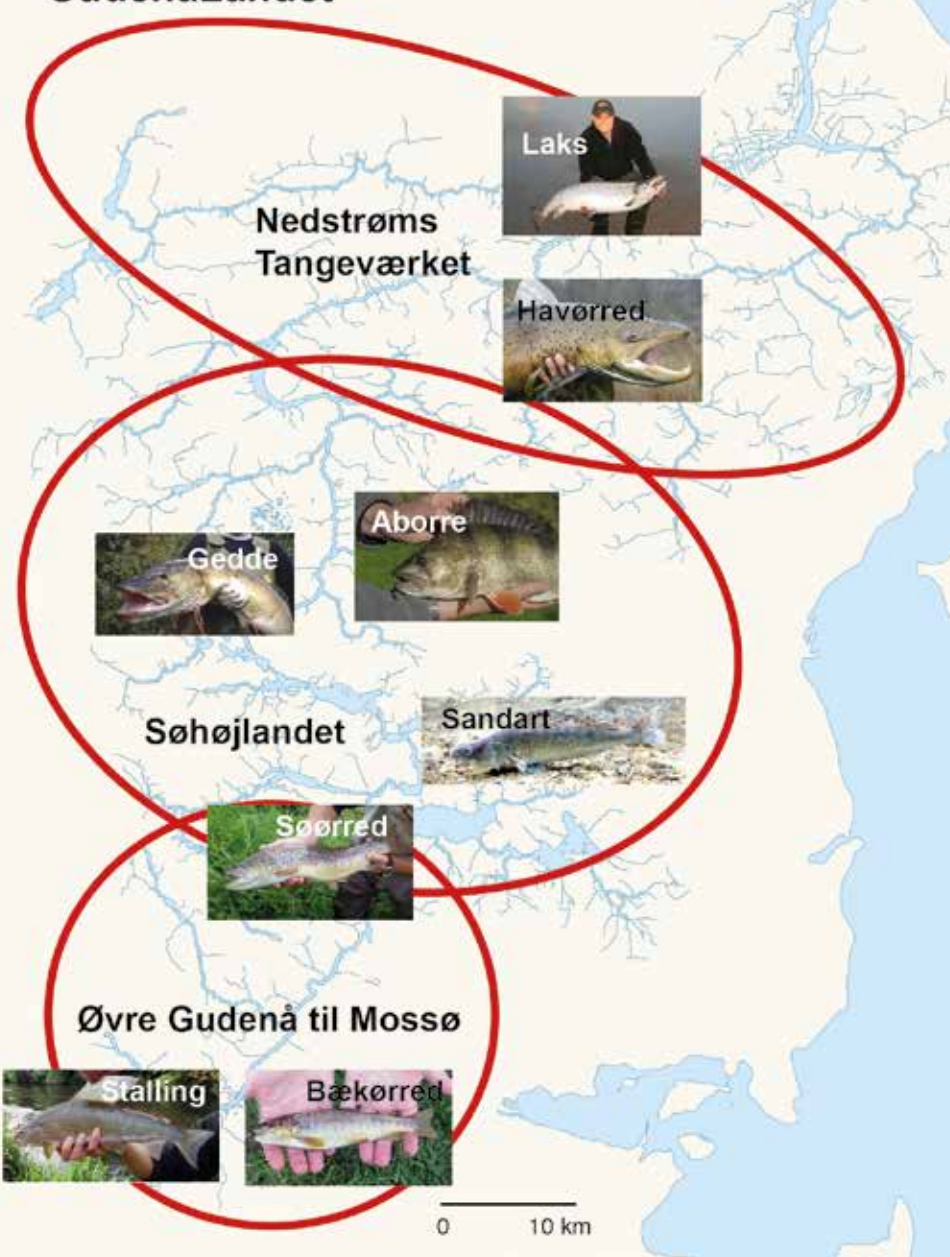 Laks
Nedstrøms
Tangeværket
Havørred
Aborre
Gedde
Sandart
Søhøjlandet
Søørred
Øvre Gudenå til Mossø
Stalling
Bækørred
0 10 km